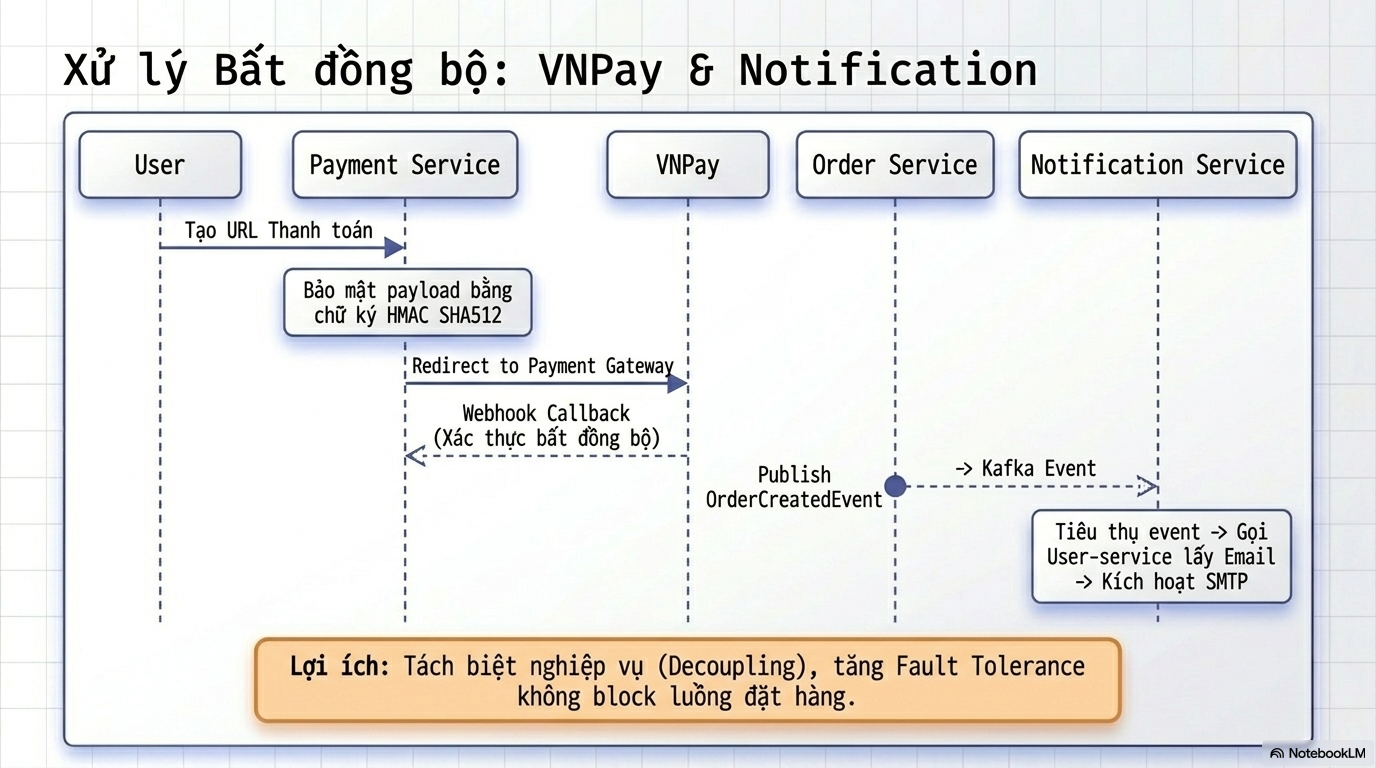 Xử lý Bất đồng bộ: VNPay & Notification
User
Payment Service
VNPay
Order Service
Notification Service
Tạo URL Thanh toán
Bảo mật payload bằng
chữ ký HMAC SHA512
Redirect to Payment Gateway
Webhook Callback
(Xác thực bất đồng bộ)
Publish
OrderCreatedEvent
-> Kafka Event
Tiêu thụ event -> Gọi
User-service lấy Email
-> Kích hoạt SMTP
Lợi ích: Tách biệt nghiệp vụ (Decoupling), tăng Fault Tolerance
không block luồng đặt hàng.
NotebookLM